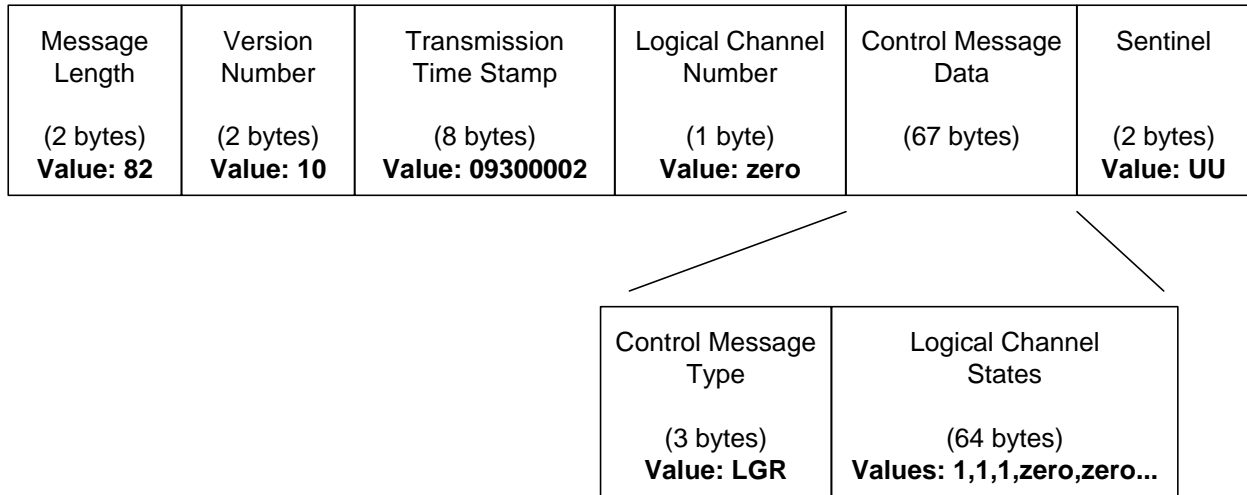 Message Length
(2 bytes)
Value: 82
Version Number
(2 bytes)
Value: 10
Transmission Time Stamp
(8 bytes)
Value: 09300002
Logical Channel Number
(1 byte)
Value: zero
Control Message Data
(67 bytes)
Sentinel
(2 bytes)
Value: UU
Control Message Type
(3 bytes)
Value: LGR
Logical Channel States
(64 bytes)
Values: 1,1,1,zero,zero...